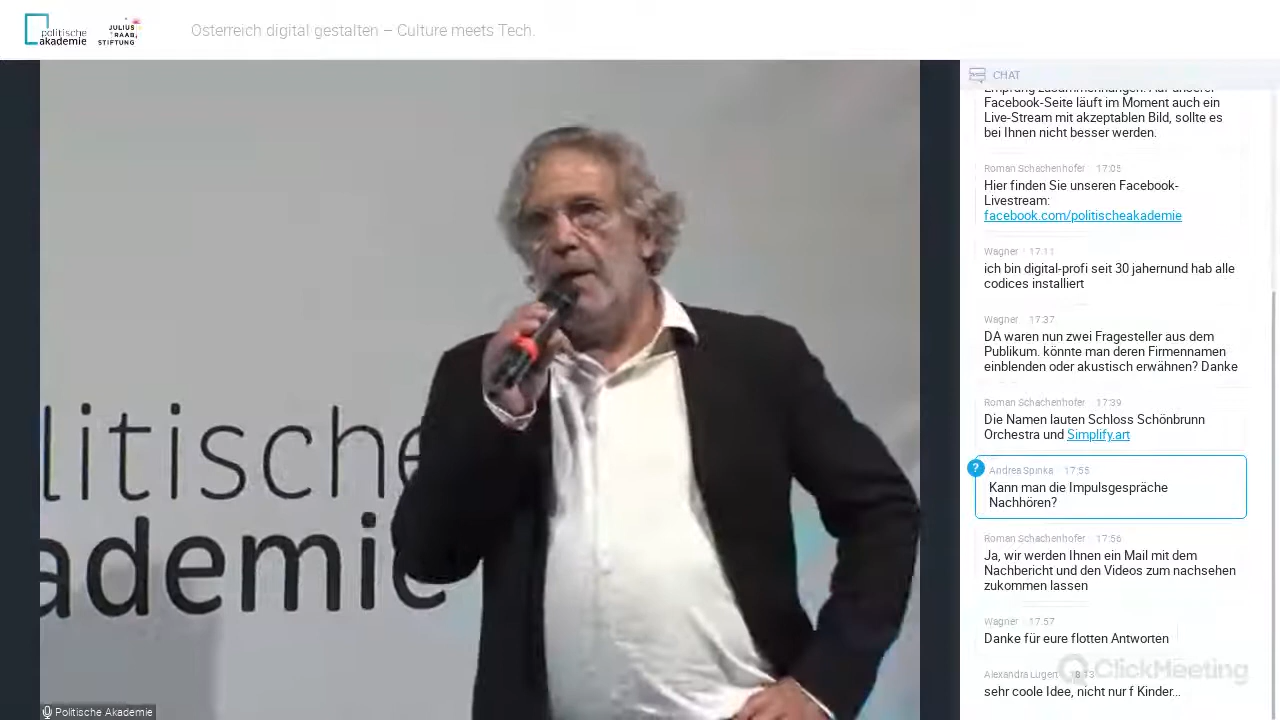 politische
akademie
JULIUS
RAAB
STIFTUNG
Österreich digital gestalten – Culture meets Tech.
litische
ademie
Politische Akademie
CHAT
Facebook-Seite läuft im Moment auch ein
Live-Stream mit akzeptablen Bild, sollte es
bei Ihnen nicht besser werden.
Roman Schachenhofer 17:05
Hier finden Sie unseren Facebook-
Livestream:
facebook.com/politischeakademie
Wagner 17:11
ich bin digital-profi seit 30 jahernund hab alle
codices installiert
Wagner 17:37
DA waren nun zwei Fragesteller aus dem
Publikum. könnte man deren Firmennamen
einblenden oder akustisch erwähnen? Danke
Roman Schachenhofer 17:39
Die Namen lauten Schloss Schönbrunn
Orchestra und Simplify.art
?
Andrea Spinka 17:55
Kann man die Impulsgespräche
Nachhören?
Roman Schachenhofer 17:56
Ja, wir werden Ihnen ein Mail mit dem
Nachbericht und den Videos zum nachsehen
zukommen lassen
Wagner 17:57
Danke für eure flotten Antworten
ClickMeeting
Alexandra Lugert 18:13
sehr coole Idee, nicht nur f Kinder...